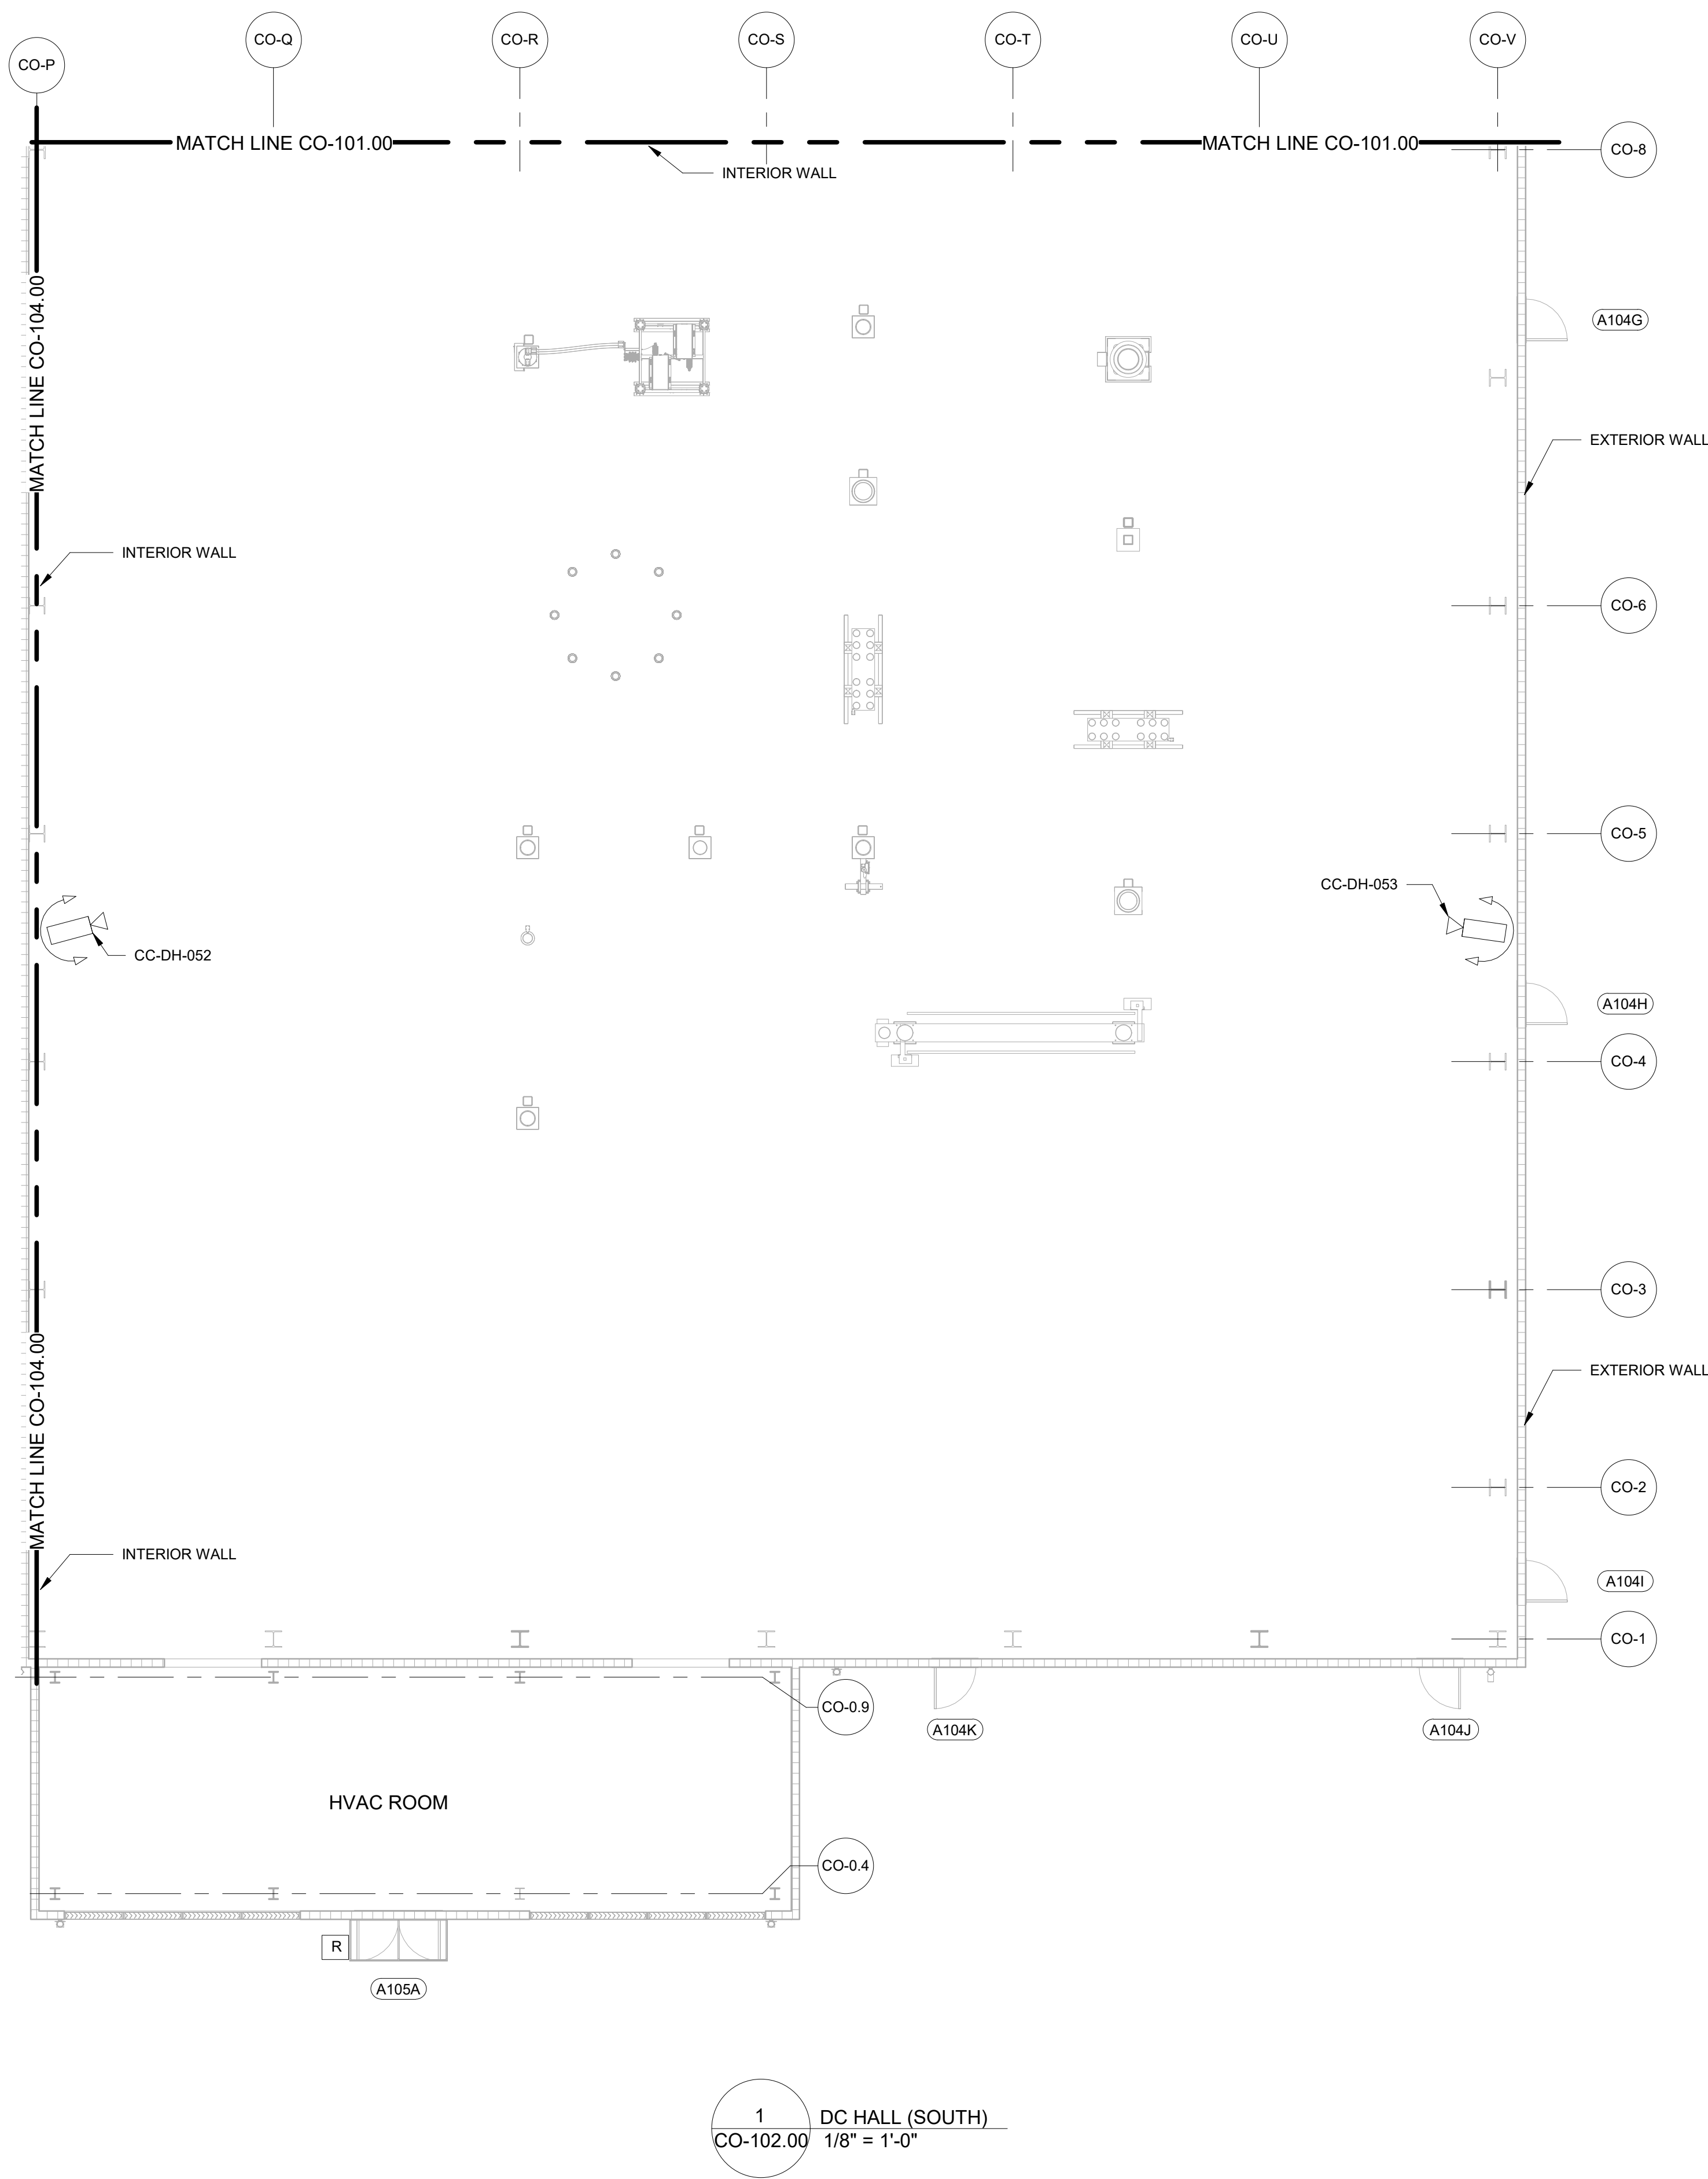 CO-P
CO-Q
CO-R
CO-S
CO-T
CO-U
CO-V
MATCH LINE CO-101.00
MATCH LINE CO-101.00
CO-8
INTERIOR WALL
A104G
MATCH LINE CO-104.00
EXTERIOR WALL
INTERIOR WALL
CO-6
CO-5
CC-DH-053
CC-DH-052
A104H
CO-4
CO-3
EXTERIOR WALL
MATCH LINE CO-104.00
CO-2
INTERIOR WALL
A104I
CO-1
CO-0.9
A104K
A104J
HVAC ROOM
CO-0.4
R
A105A
1
DC HALL (SOUTH)
CO-102.00
1/8" = 1'-0"